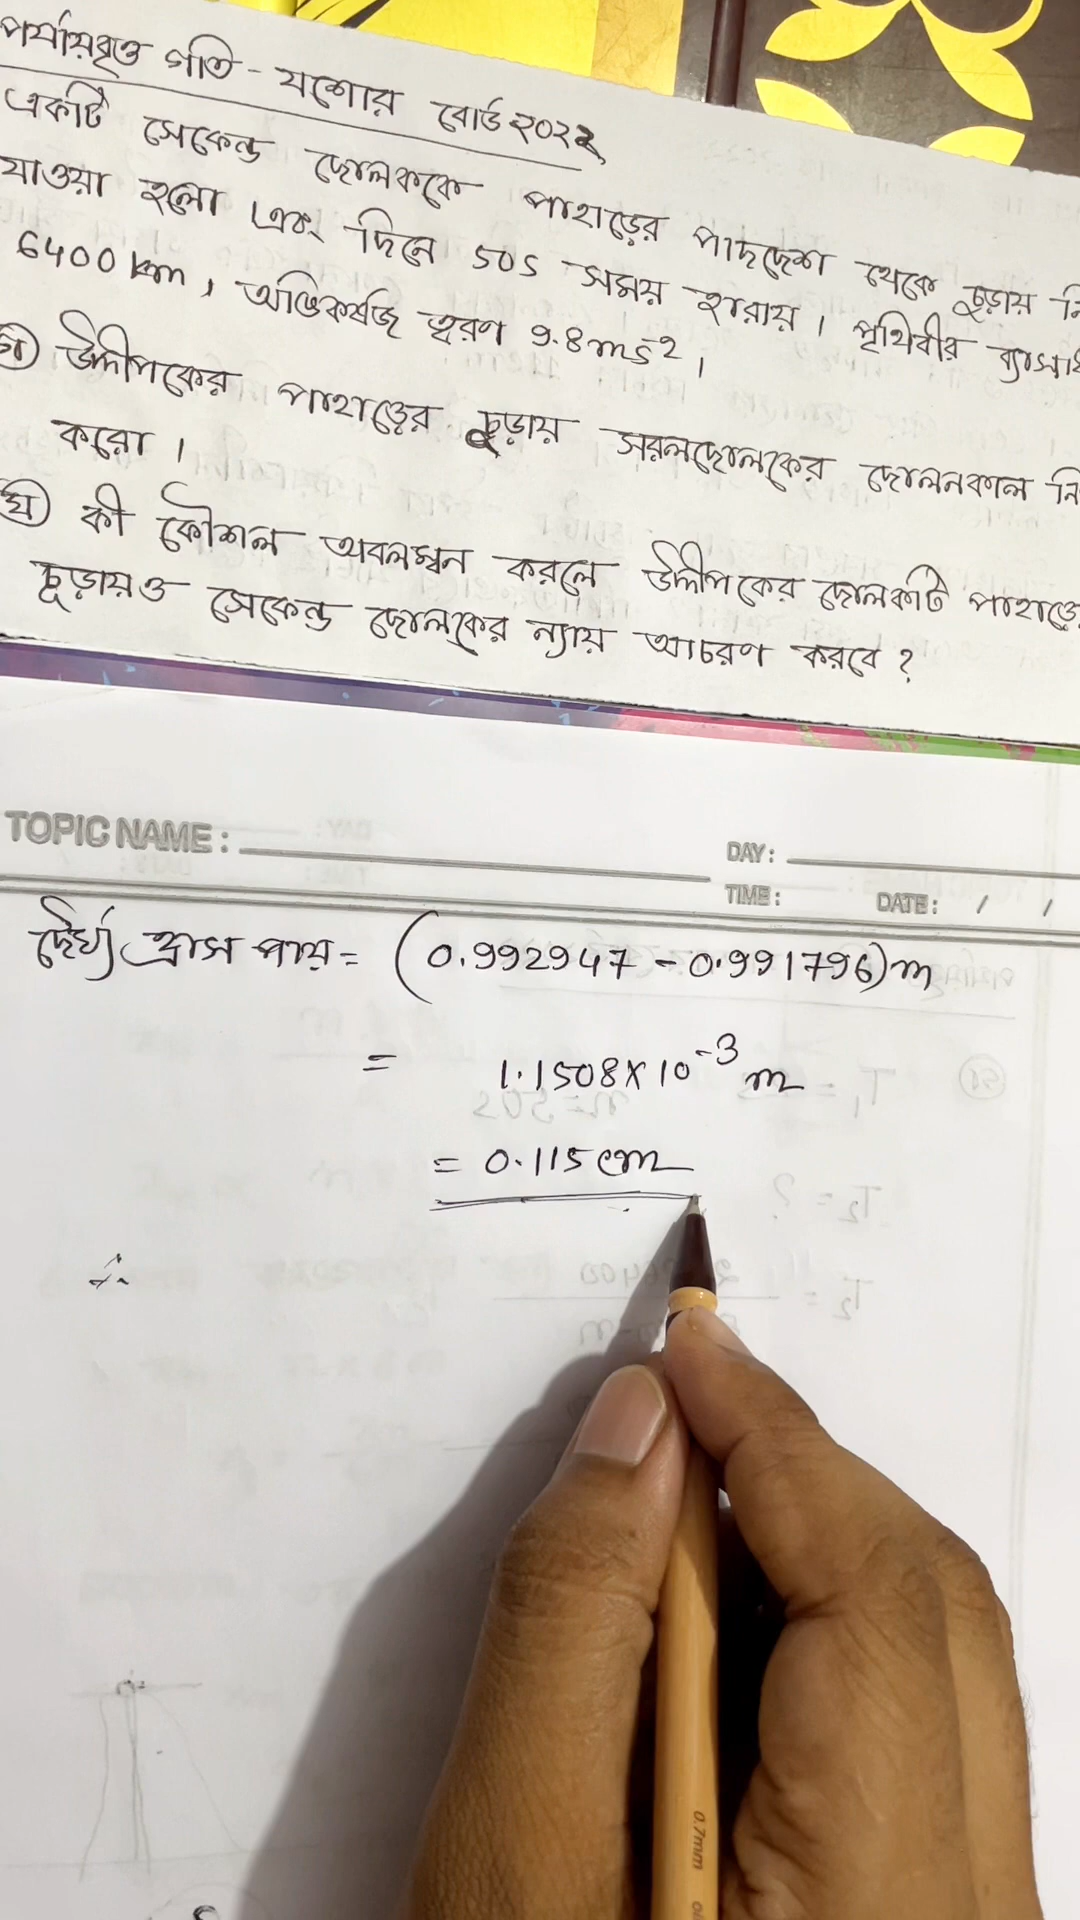 পর্যায়বৃত্ত গতি - যশোর বোর্ড ২০২২
একটি সেকেন্ড দোলককে পাহাড়ের পাদদেশ থেকে চুড়ায় নি
যাওয়া হলো এবং দিনে 50s সময় হারায়। পৃথিবীর ব্যাসার্ধ
6400 km, অভিকর্ষজ ত্বরণ 9.8ms⁻²।
গ) উদ্দীপকের পাহাড়ের চুড়ায় সরলদোলকের দোলনকাল নি
করো।
ঘ) কী কৌশল অবলম্বন করলে উদ্দীপকের দোলকটি পাহাড়ে
চূড়ায়ও সেকেন্ড দোলকের ন্যায় আচরণ করবে?
TOPIC NAME :
DAY :
TIME : DATE : / /
দৈর্ঘ্য হ্রাস পায় = (0.992947 - 0.991796)m
= 1.1508 × 10⁻³ m
= 0.115 cm
∴
0.7mm